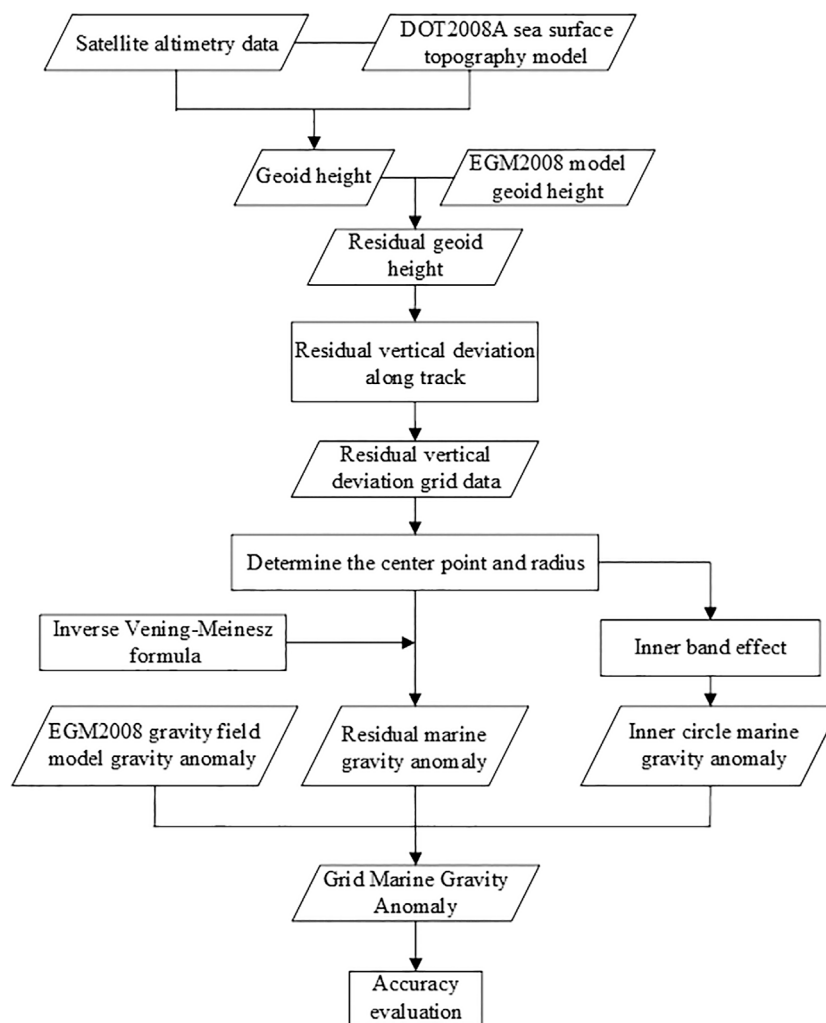 Satellite altimetry data
DOT2008A sea surface
topography model
Geoid height
EGM2008 model
geoid height
Residual geoid
height
Residual vertical deviation
along track
Residual vertical
deviation grid data
Determine the center point and radius
Inverse Vening-Meinesz
formula
Inner band effect
EGM2008 gravity field
model gravity anomaly
Residual marine
gravity anomaly
Inner circle marine
gravity anomaly
Grid Marine Gravity
Anomaly
Accuracy
evaluation